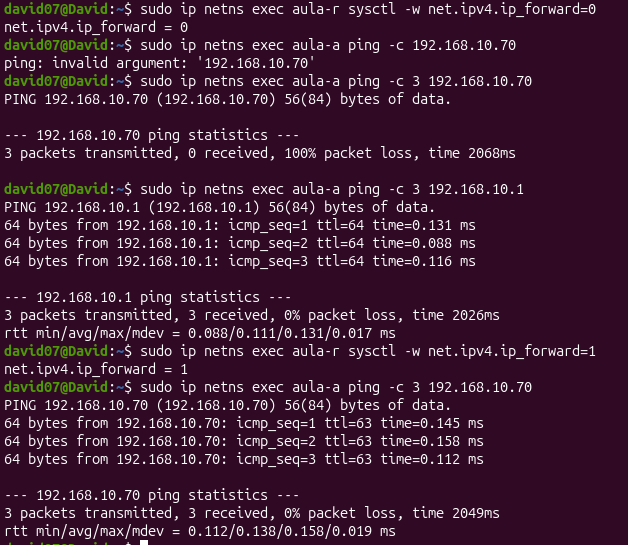 david07@David:~$ sudo ip netns exec aula-r sysctl -w net.ipv4.ip_forward=0
net.ipv4.ip_forward = 0
david07@David:~$ sudo ip netns exec aula-a ping -c 192.168.10.70
ping: invalid argument: '192.168.10.70'
david07@David:~$ sudo ip netns exec aula-a ping -c 3 192.168.10.70
PING 192.168.10.70 (192.168.10.70) 56(84) bytes of data.

--- 192.168.10.70 ping statistics ---
3 packets transmitted, 0 received, 100% packet loss, time 2068ms

david07@David:~$ sudo ip netns exec aula-a ping -c 3 192.168.10.1
PING 192.168.10.1 (192.168.10.1) 56(84) bytes of data.
64 bytes from 192.168.10.1: icmp_seq=1 ttl=64 time=0.131 ms
64 bytes from 192.168.10.1: icmp_seq=2 ttl=64 time=0.088 ms
64 bytes from 192.168.10.1: icmp_seq=3 ttl=64 time=0.116 ms

--- 192.168.10.1 ping statistics ---
3 packets transmitted, 3 received, 0% packet loss, time 2026ms
rtt min/avg/max/mdev = 0.088/0.111/0.131/0.017 ms
david07@David:~$ sudo ip netns exec aula-r sysctl -w net.ipv4.ip_forward=1
net.ipv4.ip_forward = 1
david07@David:~$ sudo ip netns exec aula-a ping -c 3 192.168.10.70
PING 192.168.10.70 (192.168.10.70) 56(84) bytes of data.
64 bytes from 192.168.10.70: icmp_seq=1 ttl=63 time=0.145 ms
64 bytes from 192.168.10.70: icmp_seq=2 ttl=63 time=0.158 ms
64 bytes from 192.168.10.70: icmp_seq=3 ttl=63 time=0.112 ms

--- 192.168.10.70 ping statistics ---
3 packets transmitted, 3 received, 0% packet loss, time 2049ms
rtt min/avg/max/mdev = 0.112/0.138/0.158/0.019 ms